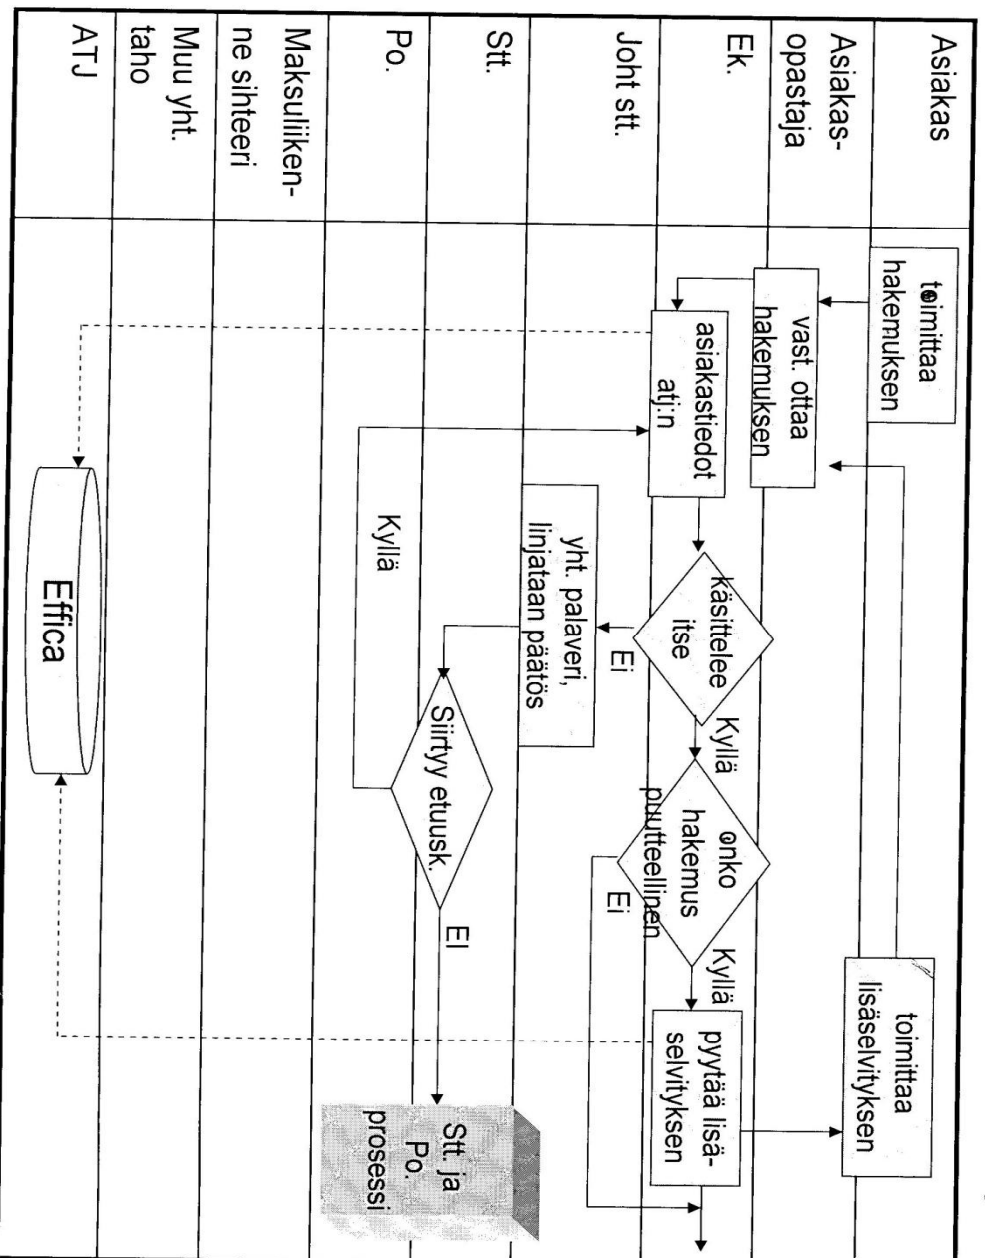 Asiakas
Asiakas-
opastaja
Ek.
Joht stt.
Stt.
Po.
Maksuliiken-
ne sihteeri
Muu yht.
taho
ATJ
toimittaa
hakemuksen
vast. ottaa
hakemuksen
asiakastiedot
atj:n
käsittelee
itse
Kyllä
Ei
onko
hakemus
puutteellinen
Kyllä
Ei
pyytää lisä-
selvityksen
toimittaa
lisäselvityksen
yht. palaveri,
linjataan päätös
Siirtyy etuusk.
Kyllä
EI
Stt. ja
Po.
prosessi
Effica